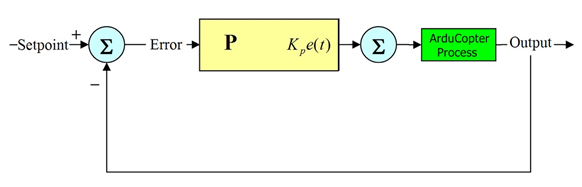 Setpoint
+
Σ
−
Error
P K_p e(t)
Σ
ArduCopter
Process
Output